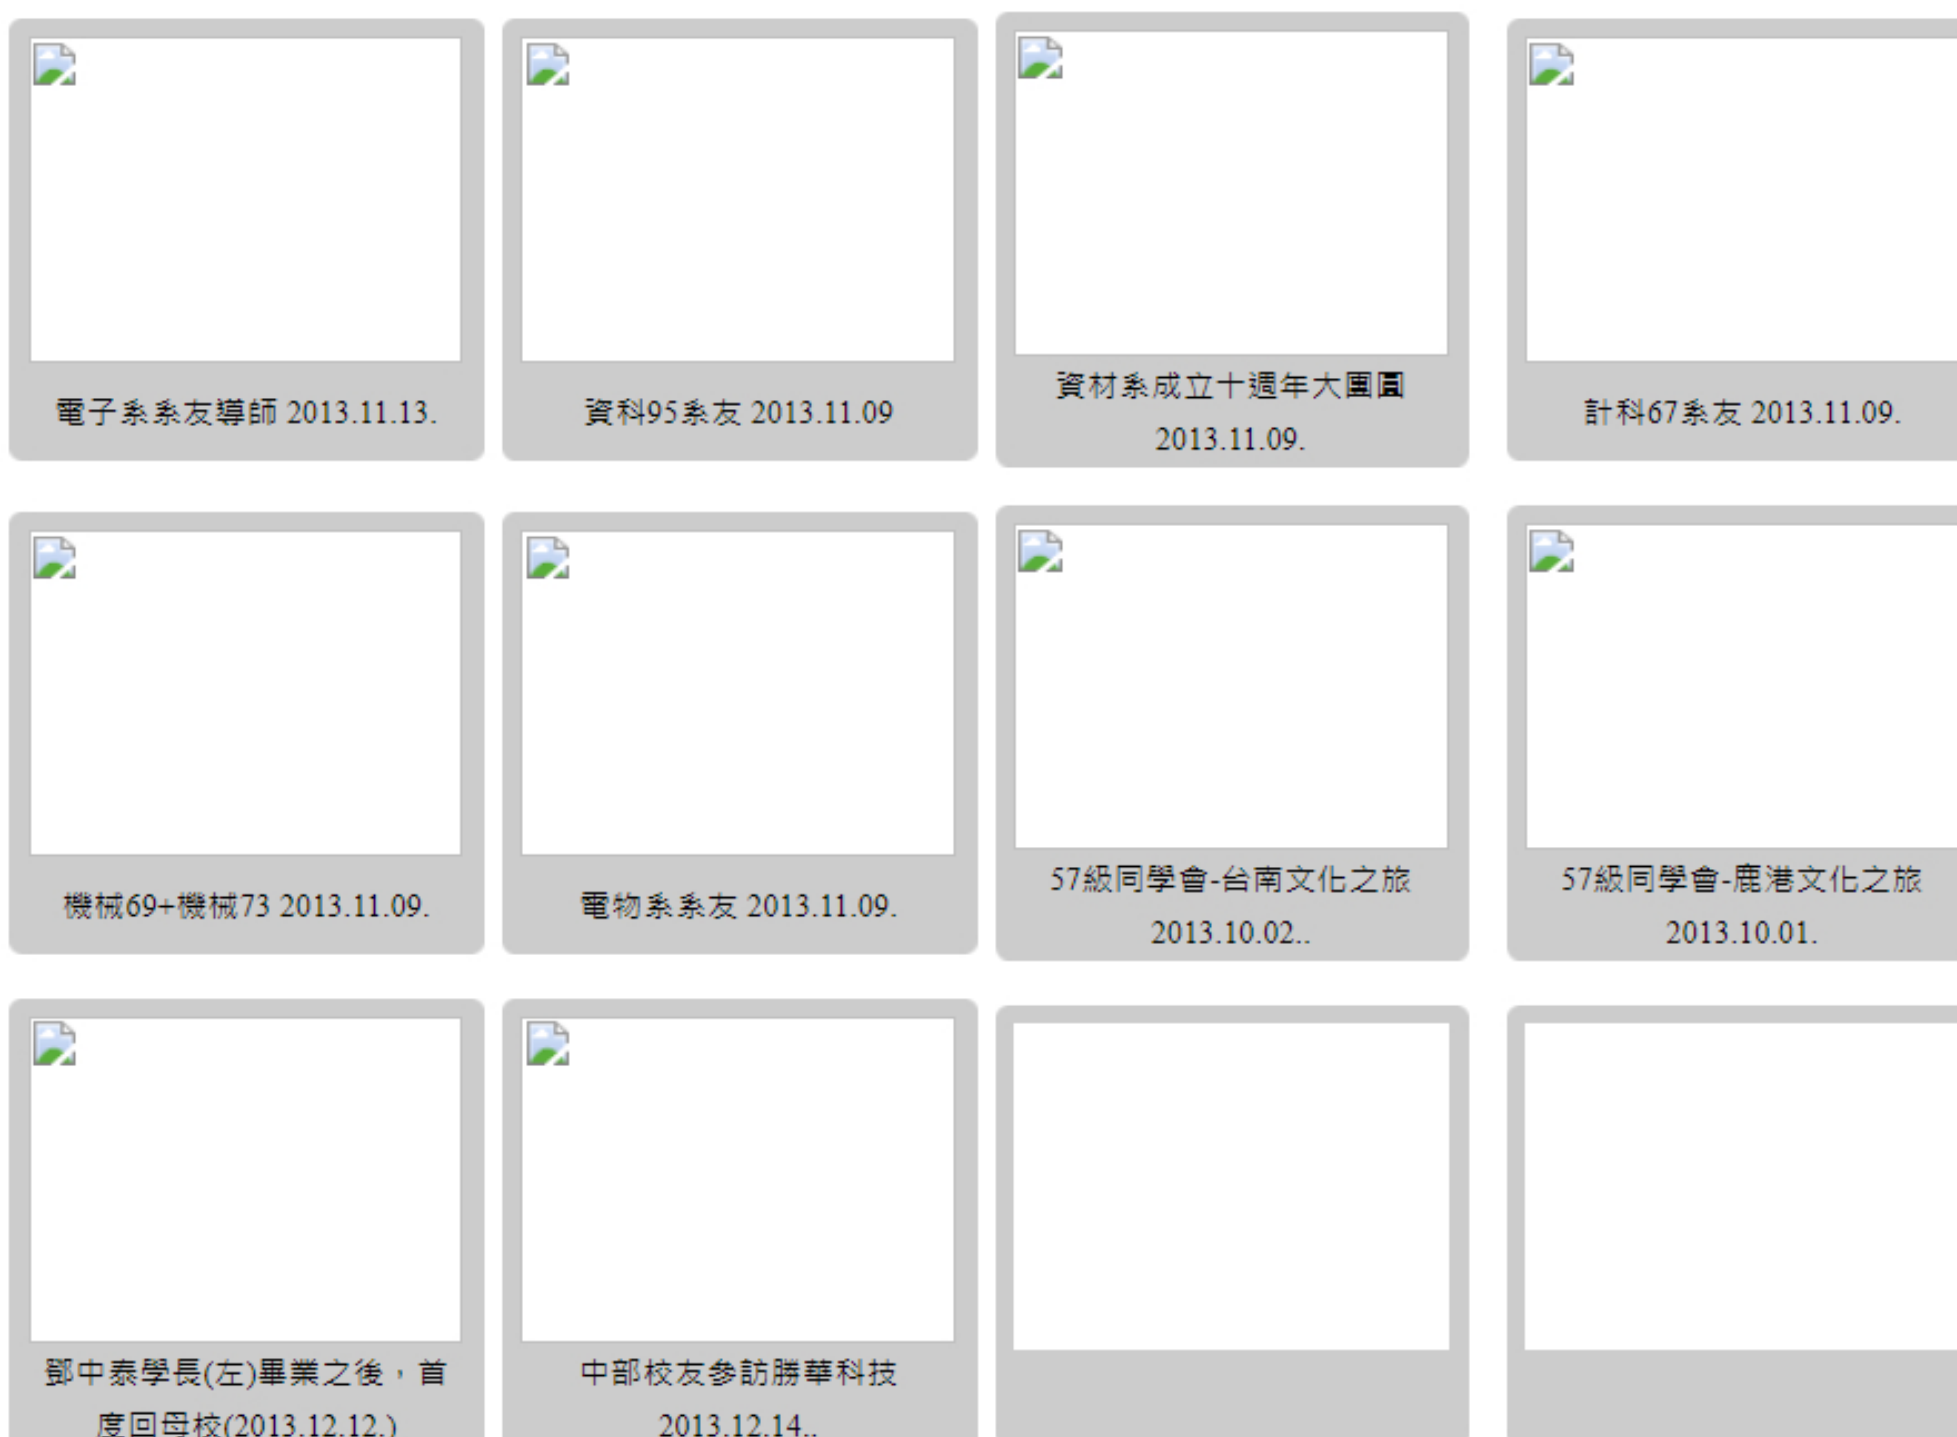 電子系系友導師 2013.11.13.
資科95系友 2013.11.09
資材系成立十週年大團圓
2013.11.09.
計科67系友 2013.11.09.
機械69+機械73 2013.11.09.
電物系系友 2013.11.09.
57級同學會-台南文化之旅
2013.10.02..
57級同學會-鹿港文化之旅
2013.10.01.
鄧中泰學長(左)畢業之後，首
度回母校(2013.12.12.)
中部校友參訪勝華科技
2013.12.14..